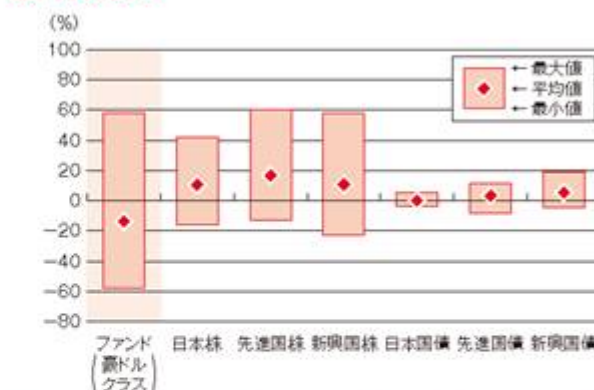 (%)
100
80
60
40
20
0
-20
-40
-60
-80
←最大値
←平均値
←最小値
ファンド
(豪ドル
クラス)
日本株
先進国株
新興国株
日本国債
先進国債
新興国債